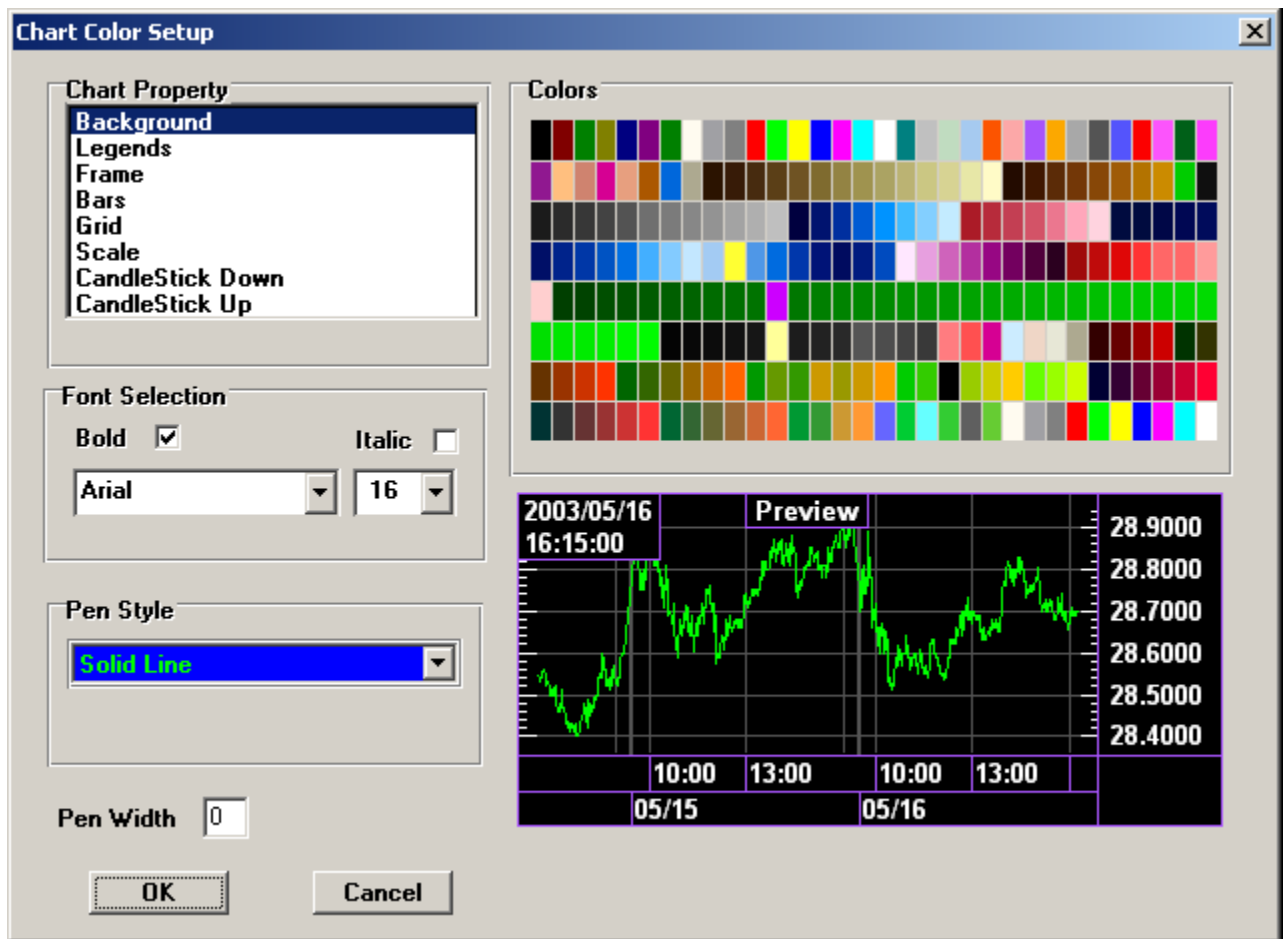 Chart Color Setup
Chart Property
Background
Legends
Frame
Bars
Grid
Scale
CandleStick Down
CandleStick Up
Font Selection
Bold Italic
Arial 16
Pen Style
Solid Line
Pen Width 0
OK Cancel
Colors
2003/05/16 Preview
16:15:00
28.9000
28.8000
28.7000
28.6000
28.5000
28.4000
10:00 13:00 10:00 13:00
05/15 05/16